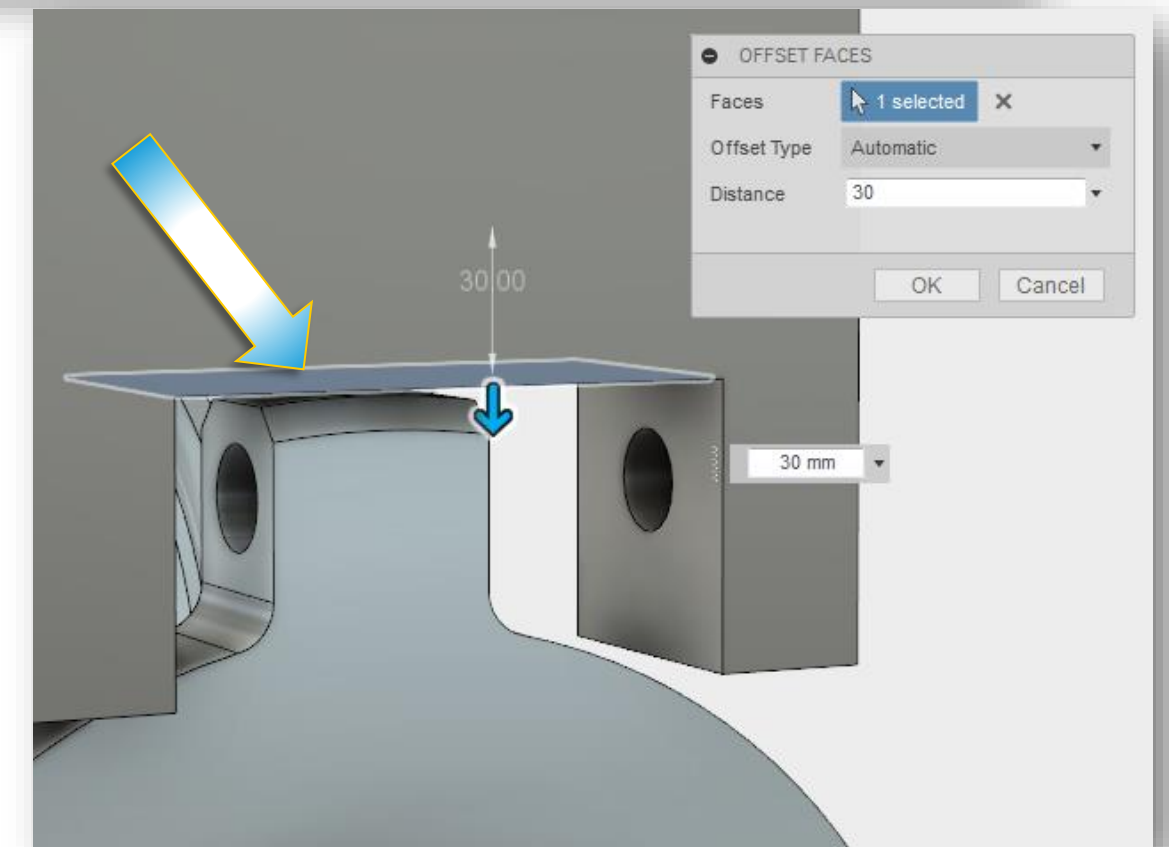 OFFSET FACES
Faces 1 selected
Offset Type Automatic
Distance 30
OK Cancel
30.00
30 mm